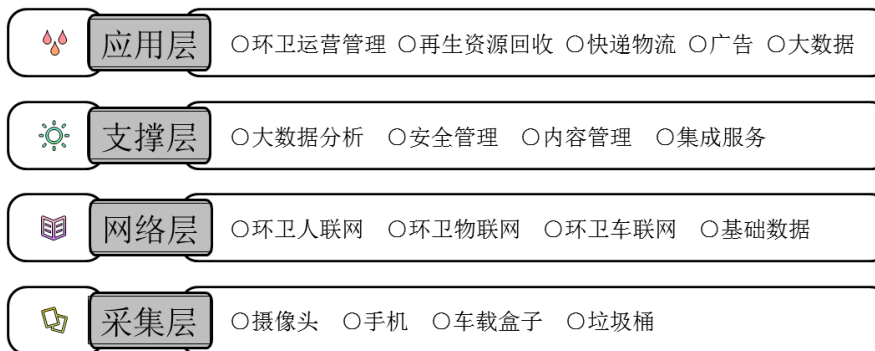 应用层 ○环卫运营管理 ○再生资源回收 ○快递物流 ○广告 ○大数据
支撑层 ○大数据分析 ○安全管理 ○内容管理 ○集成服务
网络层 ○环卫人联网 ○环卫物联网 ○环卫车联网 ○基础数据
采集层 ○摄像头 ○手机 ○车载盒子 ○垃圾桶